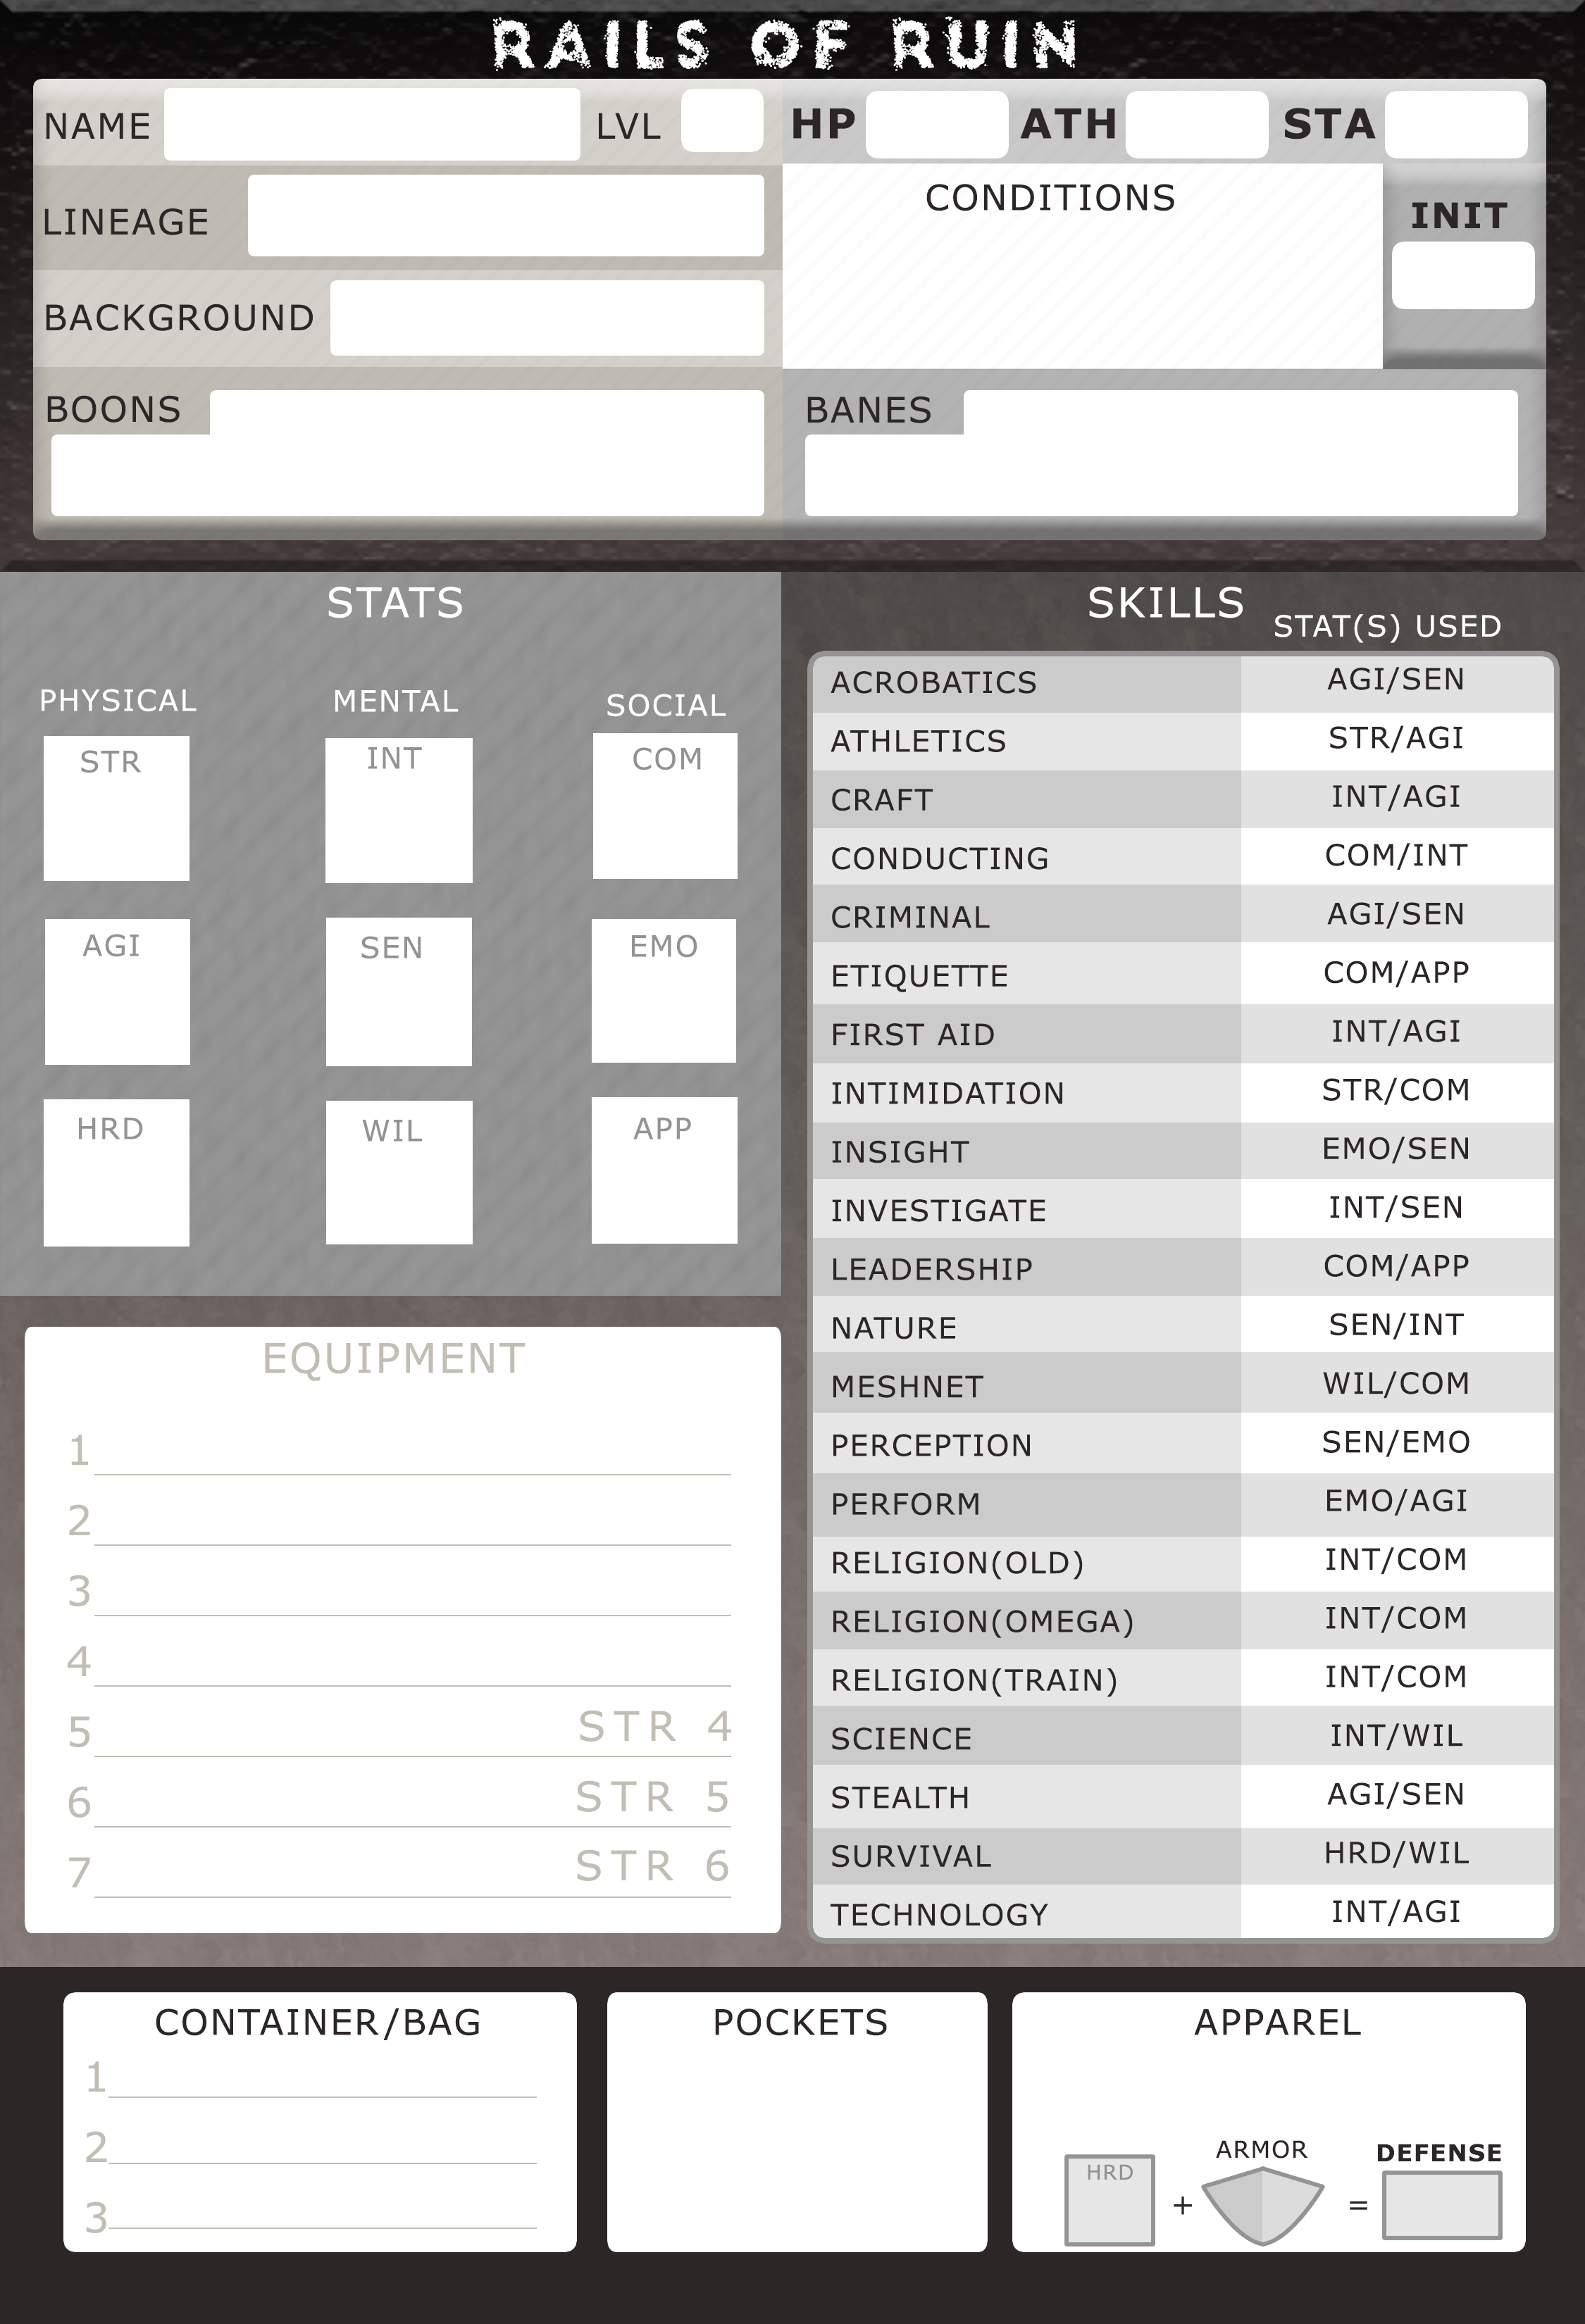 RAILS OF RUIN
NAME LVL
HP ATH STA
LINEAGE
CONDITIONS
INIT
BACKGROUND
BOONS
BANES
STATS
PHYSICAL MENTAL SOCIAL
STR INT COM
AGI SEN EMO
HRD WIL APP
SKILLS STAT(S) USED
ACROBATICS AGI/SEN
ATHLETICS STR/AGI
CRAFT INT/AGI
CONDUCTING COM/INT
CRIMINAL AGI/SEN
ETIQUETTE COM/APP
FIRST AID INT/AGI
INTIMIDATION STR/COM
INSIGHT EMO/SEN
INVESTIGATE INT/SEN
LEADERSHIP COM/APP
NATURE SEN/INT
MESHNET WIL/COM
PERCEPTION SEN/EMO
PERFORM EMO/AGI
RELIGION(OLD) INT/COM
RELIGION(OMEGA) INT/COM
RELIGION(TRAIN) INT/COM
SCIENCE INT/WIL
STEALTH AGI/SEN
SURVIVAL HRD/WIL
TECHNOLOGY INT/AGI
EQUIPMENT
1
2
3
4
5 STR 4
6 STR 5
7 STR 6
CONTAINER/BAG
1
2
3
POCKETS
APPAREL
ARMOR DEFENSE
HRD + =